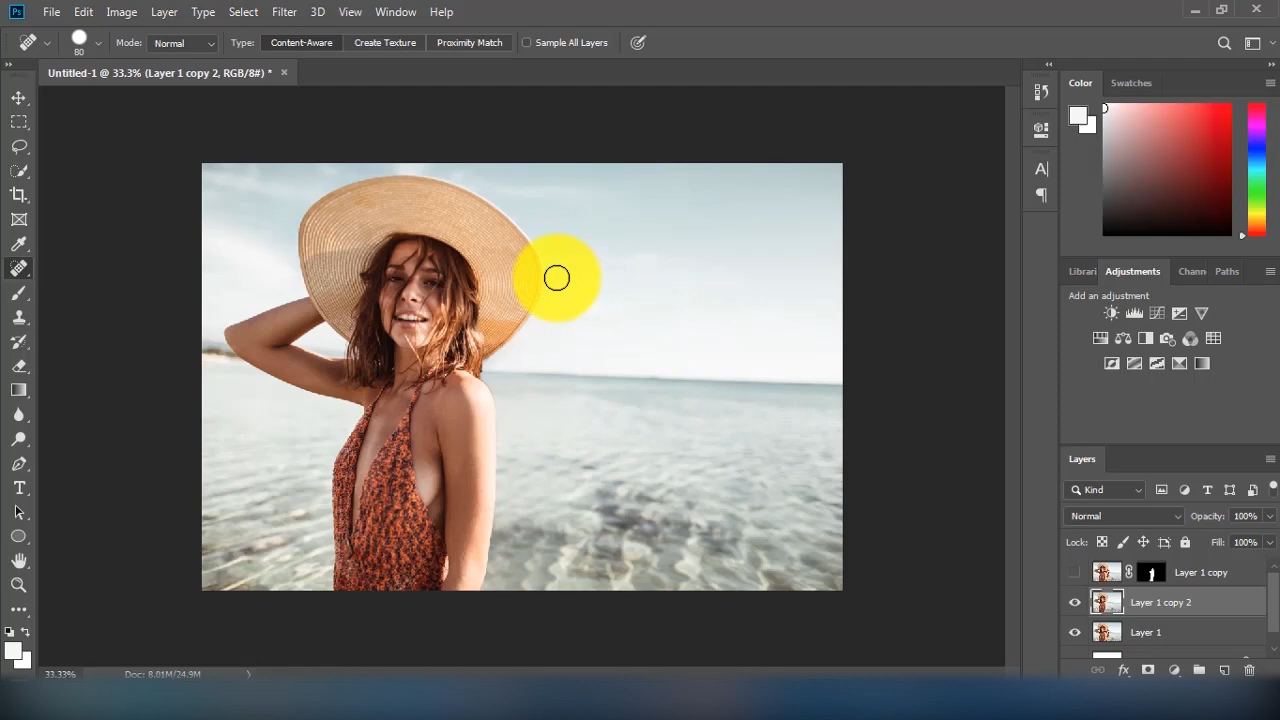 Ps File Edit Image Layer Type Select Filter 3D View Window Help
80 Mode: Normal Type: Content-Aware Create Texture Proximity Match Sample All Layers
Untitled-1 @ 33.3% (Layer 1 copy 2, RGB/8#) *
Color Swatches
Librari Adjustments Chann Paths
Add an adjustment
Layers
Kind
Normal Opacity: 100%
Lock: Fill: 100%
Layer 1 copy
Layer 1 copy 2
Layer 1
33.33% Doc: 8.01M/24.9M